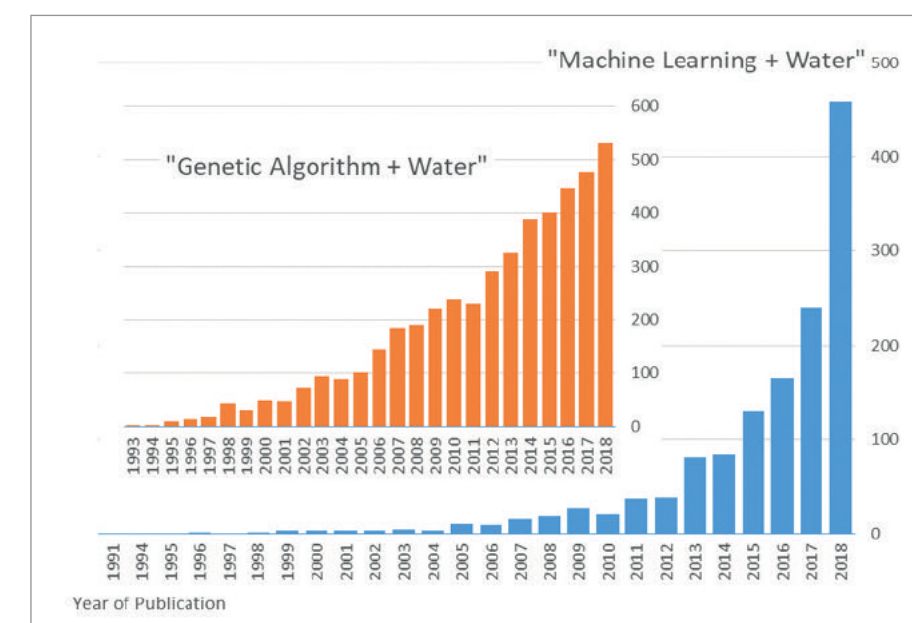 "Machine Learning + Water"
500
400
300
200
100
0
"Genetic Algorithm + Water"
600
500
400
300
200
100
0
1993 1994 1995 1996 1997 1998 1999 2000 2001 2002 2003 2004 2005 2006 2007 2008 2009 2010 2011 2012 2013 2014 2015 2016 2017 2018
1991 1994 1995 1996 1997 1998 1999 2000 2001 2002 2003 2004 2005 2006 2007 2008 2009 2010 2011 2012 2013 2014 2015 2016 2017 2018
Year of Publication